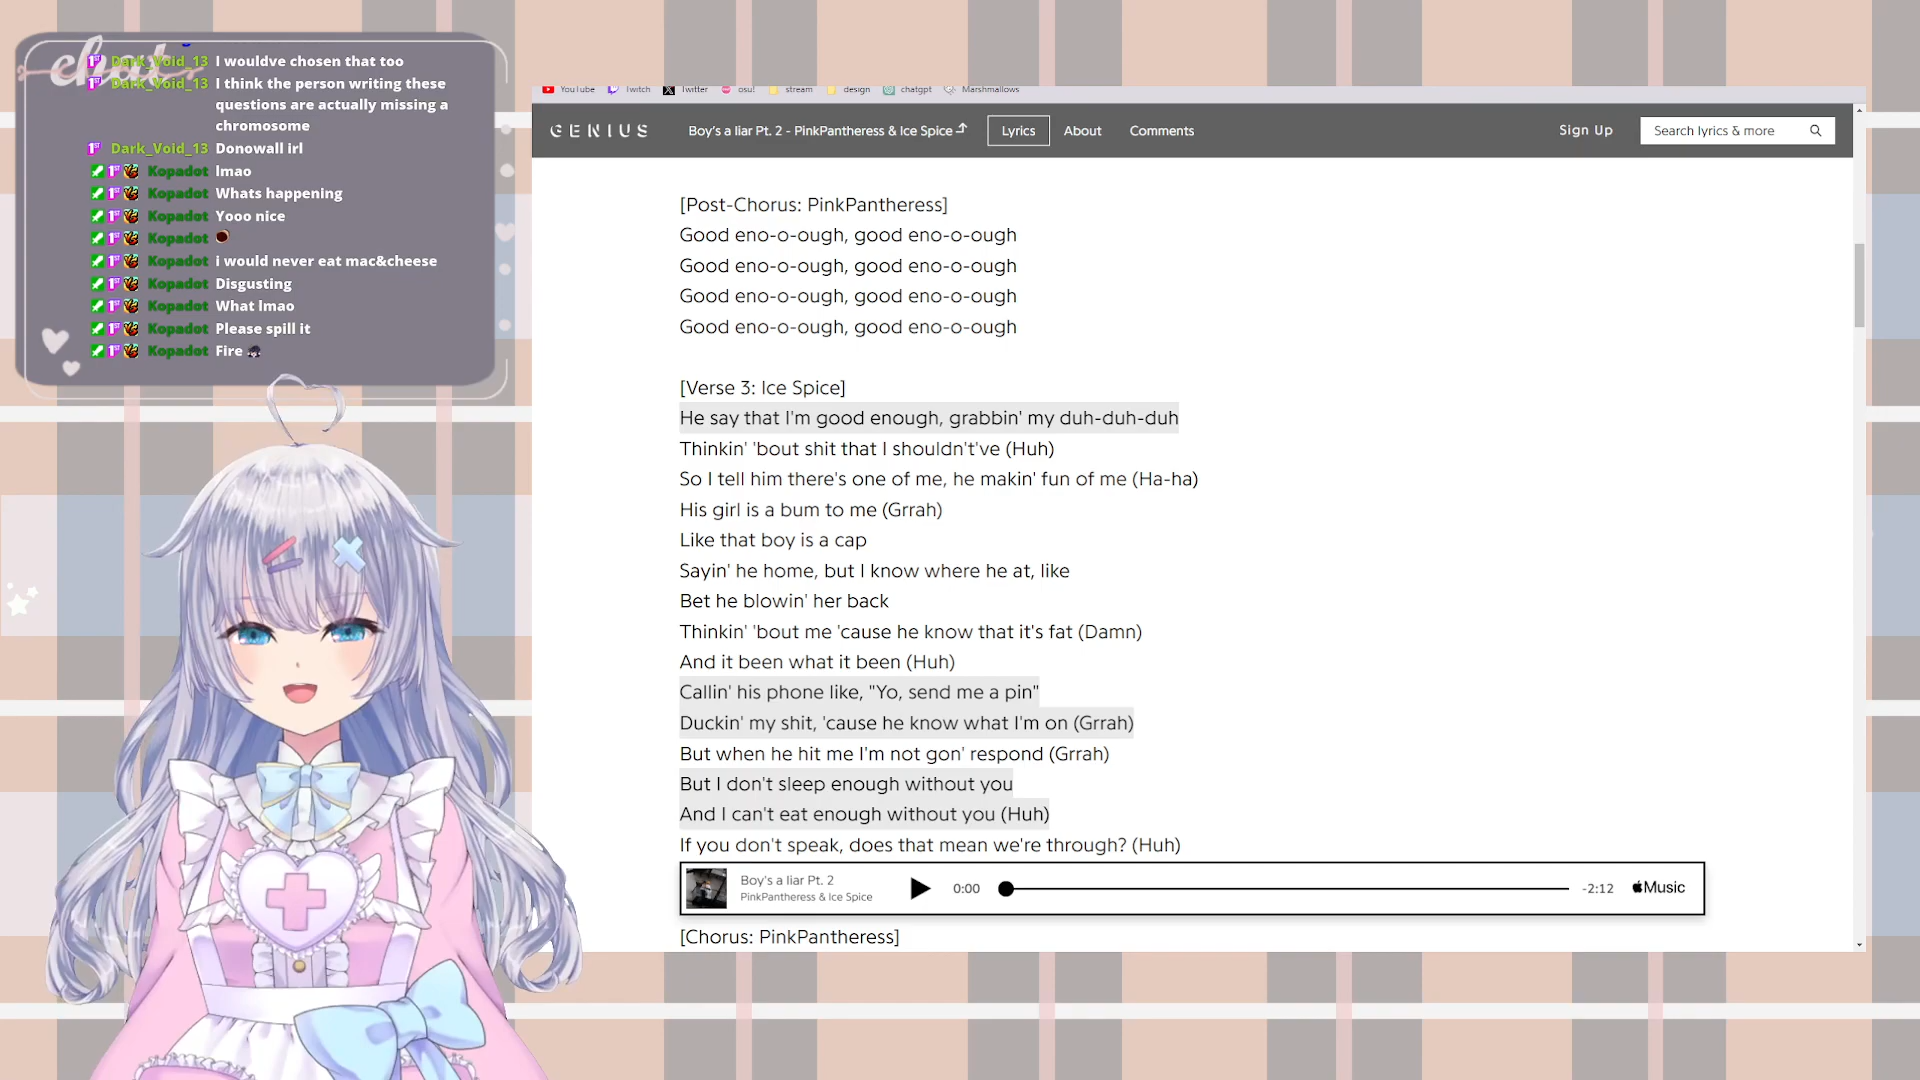 chat
Dark_Void_13 I wouldve chosen that too
Dark_Void_13 I think the person writing these
questions are actually missing a
chromosome
Dark_Void_13 Donowall irl
Kopadot lmao
Kopadot Whats happening
Kopadot Yooo nice
Kopadot
Kopadot i would never eat mac&cheese
Kopadot Disgusting
Kopadot What lmao
Kopadot Please spill it
Kopadot Fire
YouTube Twitch Twitter osu! stream design chatgpt Marshmallows
GENIUS Boy's a liar Pt. 2 - PinkPantheress & Ice Spice Lyrics About Comments Sign Up Search lyrics & more
[Post-Chorus: PinkPantheress]
Good eno-o-ough, good eno-o-ough
Good eno-o-ough, good eno-o-ough
Good eno-o-ough, good eno-o-ough
Good eno-o-ough, good eno-o-ough
[Verse 3: Ice Spice]
He say that I'm good enough, grabbin' my duh-duh-duh
Thinkin' 'bout shit that I shouldn't've (Huh)
So I tell him there's one of me, he makin' fun of me (Ha-ha)
His girl is a bum to me (Grrah)
Like that boy is a cap
Sayin' he home, but I know where he at, like
Bet he blowin' her back
Thinkin' 'bout me 'cause he know that it's fat (Damn)
And it been what it been (Huh)
Callin' his phone like, "Yo, send me a pin"
Duckin' my shit, 'cause he know what I'm on (Grrah)
But when he hit me I'm not gon' respond (Grrah)
But I don't sleep enough without you
And I can't eat enough without you (Huh)
If you don't speak, does that mean we're through? (Huh)
Boy's a liar Pt. 2
PinkPantheress & Ice Spice
0:00 -2:12 Music
[Chorus: PinkPantheress]